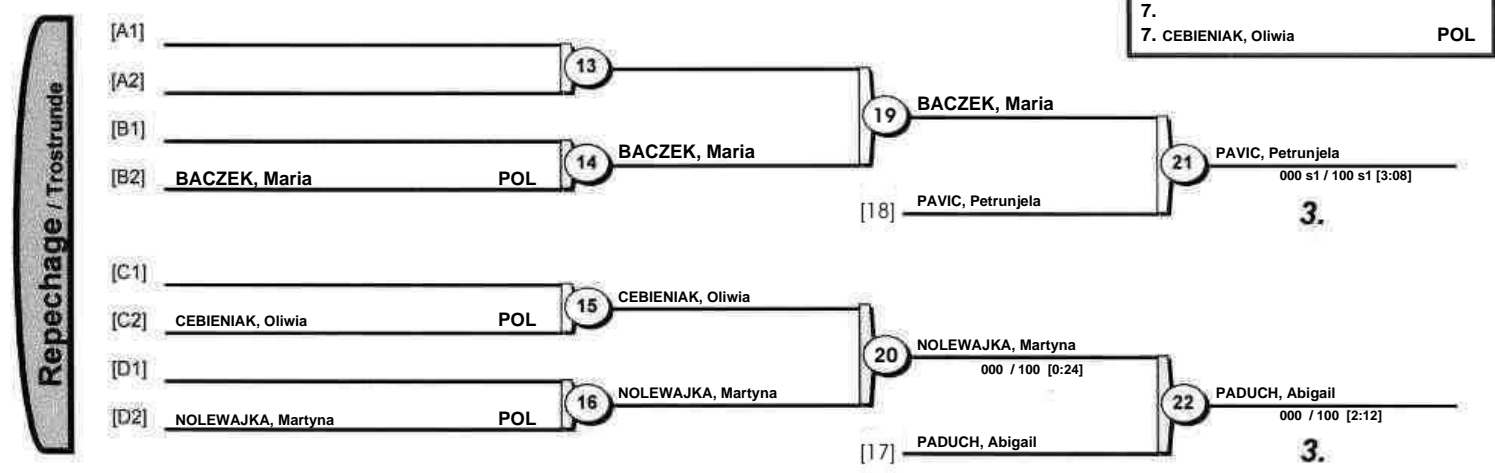 7.
7. CEBIENIAK, Oliwia POL
Repechage / Trostrunde
[A1]
13
[A2]
19 BACZEK, Maria
[B1]
14 BACZEK, Maria
21 PAVIC, Petrunjela
000 s1 / 100 s1 [3:08]
[B2] BACZEK, Maria POL
[18] PAVIC, Petrunjela
3.
[C1]
15 CEBIENIAK, Oliwia
[C2] CEBIENIAK, Oliwia POL
20 NOLEWAJKA, Martyna
000 / 100 [0:24]
[D1]
16 NOLEWAJKA, Martyna
22 PADUCH, Abigail
000 / 100 [2:12]
[D2] NOLEWAJKA, Martyna POL
[17] PADUCH, Abigail
3.